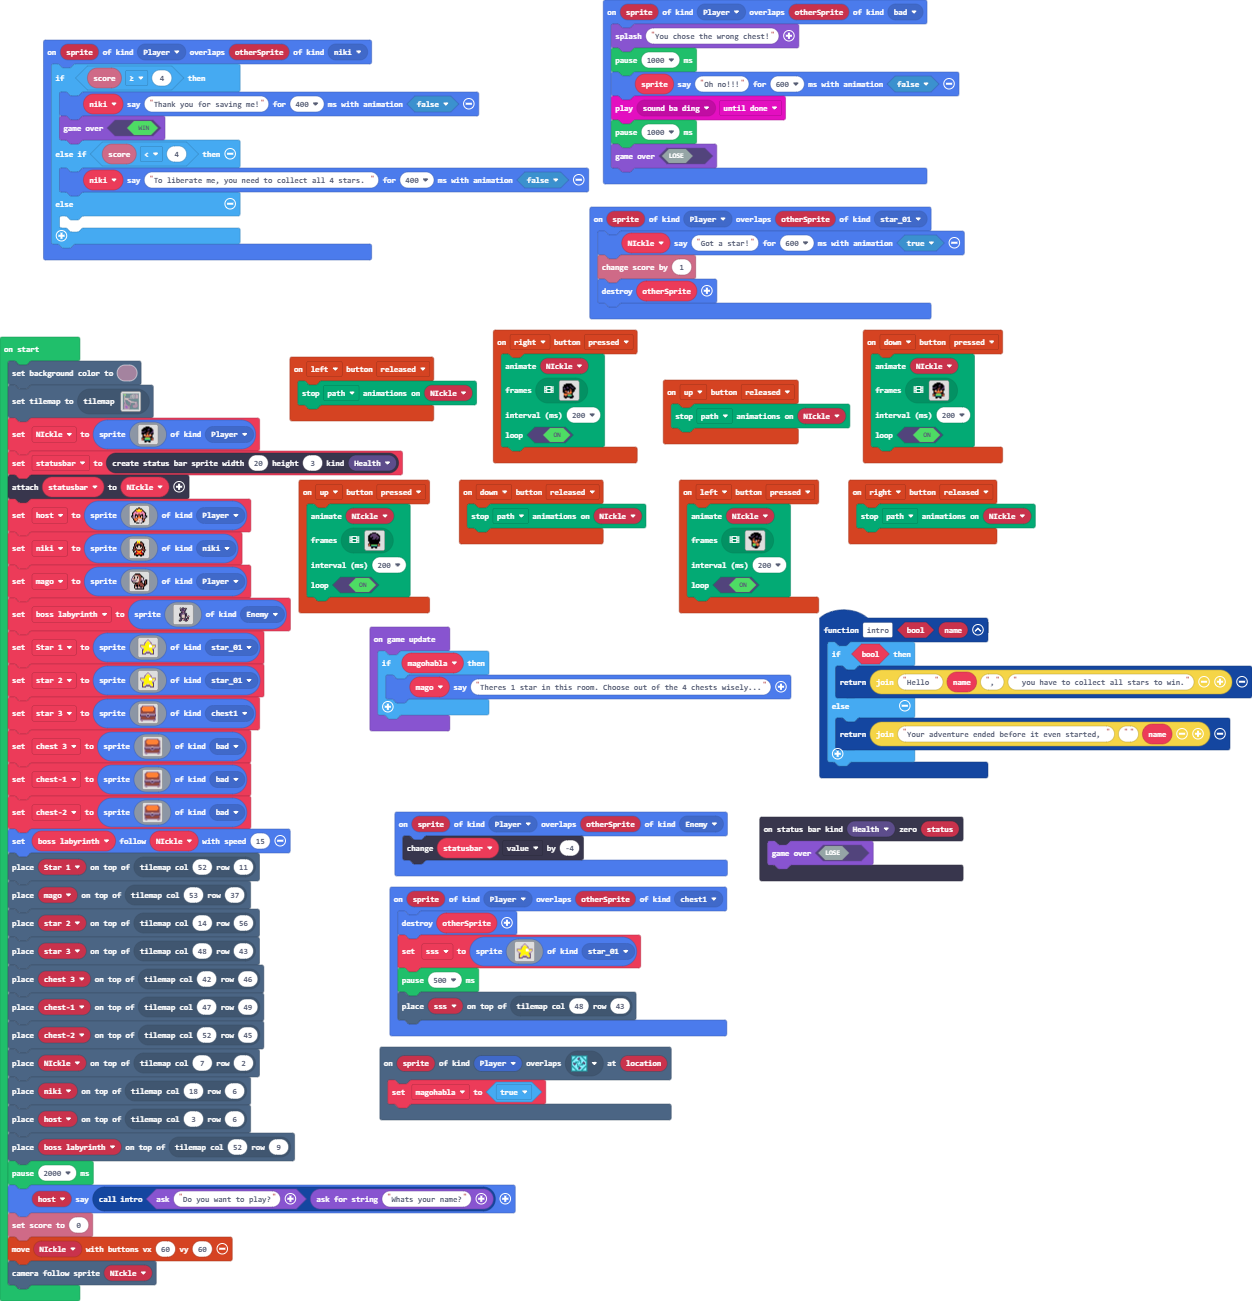 on sprite of kind Player overlaps otherSprite of kind niki
if score ≥ 4 then
niki say "Thank you for saving me!" for 400 ms with animation false
game over WIN
else if score < 4 then
niki say "To liberate me, you need to collect all 4 stars. " for 400 ms with animation false
else
on sprite of kind Player overlaps otherSprite of kind bad
splash "You chose the wrong chest!"
pause 1000 ms
sprite say "Oh no!!!" for 600 ms with animation false
play sound ba ding until done
pause 1000 ms
game over LOSE
on sprite of kind Player overlaps otherSprite of kind star_01
NIckle say "Got a star!" for 600 ms with animation true
change score by 1
destroy otherSprite
on start
set background color to
set tilemap to tilemap
set NIckle to sprite of kind Player
set statusbar to create status bar sprite width 20 height 3 kind Health
attach statusbar to NIckle
set host to sprite of kind Player
set niki to sprite of kind niki
set mago to sprite of kind Player
set boss labyrinth to sprite of kind Enemy
set Star 1 to sprite of kind star_01
set star 2 to sprite of kind star_01
set star 3 to sprite of kind chest1
set chest 3 to sprite of kind bad
set chest-1 to sprite of kind bad
set chest-2 to sprite of kind bad
set boss labyrinth follow NIckle with speed 15
place Star 1 on top of tilemap col 52 row 11
place mago on top of tilemap col 53 row 37
place star 2 on top of tilemap col 14 row 56
place star 3 on top of tilemap col 48 row 43
place chest 3 on top of tilemap col 42 row 46
place chest-1 on top of tilemap col 47 row 49
place chest-2 on top of tilemap col 52 row 45
place NIckle on top of tilemap col 7 row 2
place niki on top of tilemap col 18 row 6
place host on top of tilemap col 3 row 6
place boss labyrinth on top of tilemap col 52 row 9
pause 2000 ms
host say call intro ask "Do you want to play?" ask for string "Whats your name?"
set score to 0
move NIckle with buttons vx 60 vy 60
camera follow sprite NIckle
on left button released
stop path animations on NIckle
on right button pressed
animate NIckle
frames
interval (ms) 200
loop ON
on up button released
stop path animations on NIckle
on down button pressed
animate NIckle
frames
interval (ms) 200
loop ON
on up button pressed
animate NIckle
frames
interval (ms) 200
loop ON
on down button released
stop path animations on NIckle
on left button pressed
animate NIckle
frames
interval (ms) 200
loop ON
on right button released
stop path animations on NIckle
on game update
if magohabla then
mago say "Theres 1 star in this room. Choose out of the 4 chests wisely..."
function intro bool name
if bool then
return join "Hello " name "," " you have to collect all stars to win."
else
return join "Your adventure ended before it even started, " "" name
on sprite of kind Player overlaps otherSprite of kind Enemy
change statusbar value by -4
on status bar kind Health zero status
game over LOSE
on sprite of kind Player overlaps otherSprite of kind chest1
destroy otherSprite
set sss to sprite of kind star_01
pause 500 ms
place sss on top of tilemap col 48 row 43
on sprite of kind Player overlaps at location
set magohabla to true